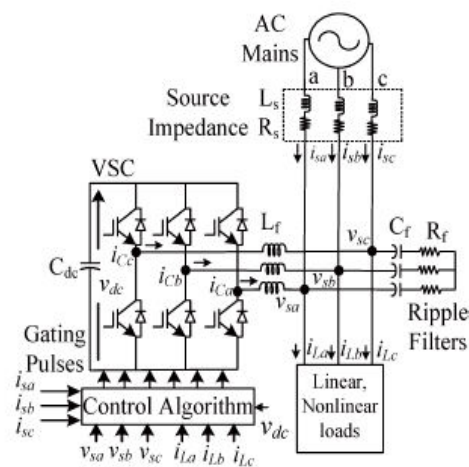 AC
Mains
a b c
Source
Impedance
Ls
Rs
isa isb isc
VSC
Lf
Cf Rf
vsc
iCc
iCb
iCa
vsb
vsa
Cdc
vdc
Ripple
Filters
Gating
Pulses
iLa iLb iLc
Linear,
Nonlinear
loads
isa
isb
isc
Control Algorithm
vdc
vsa vsb vsc iLa iLb iLc